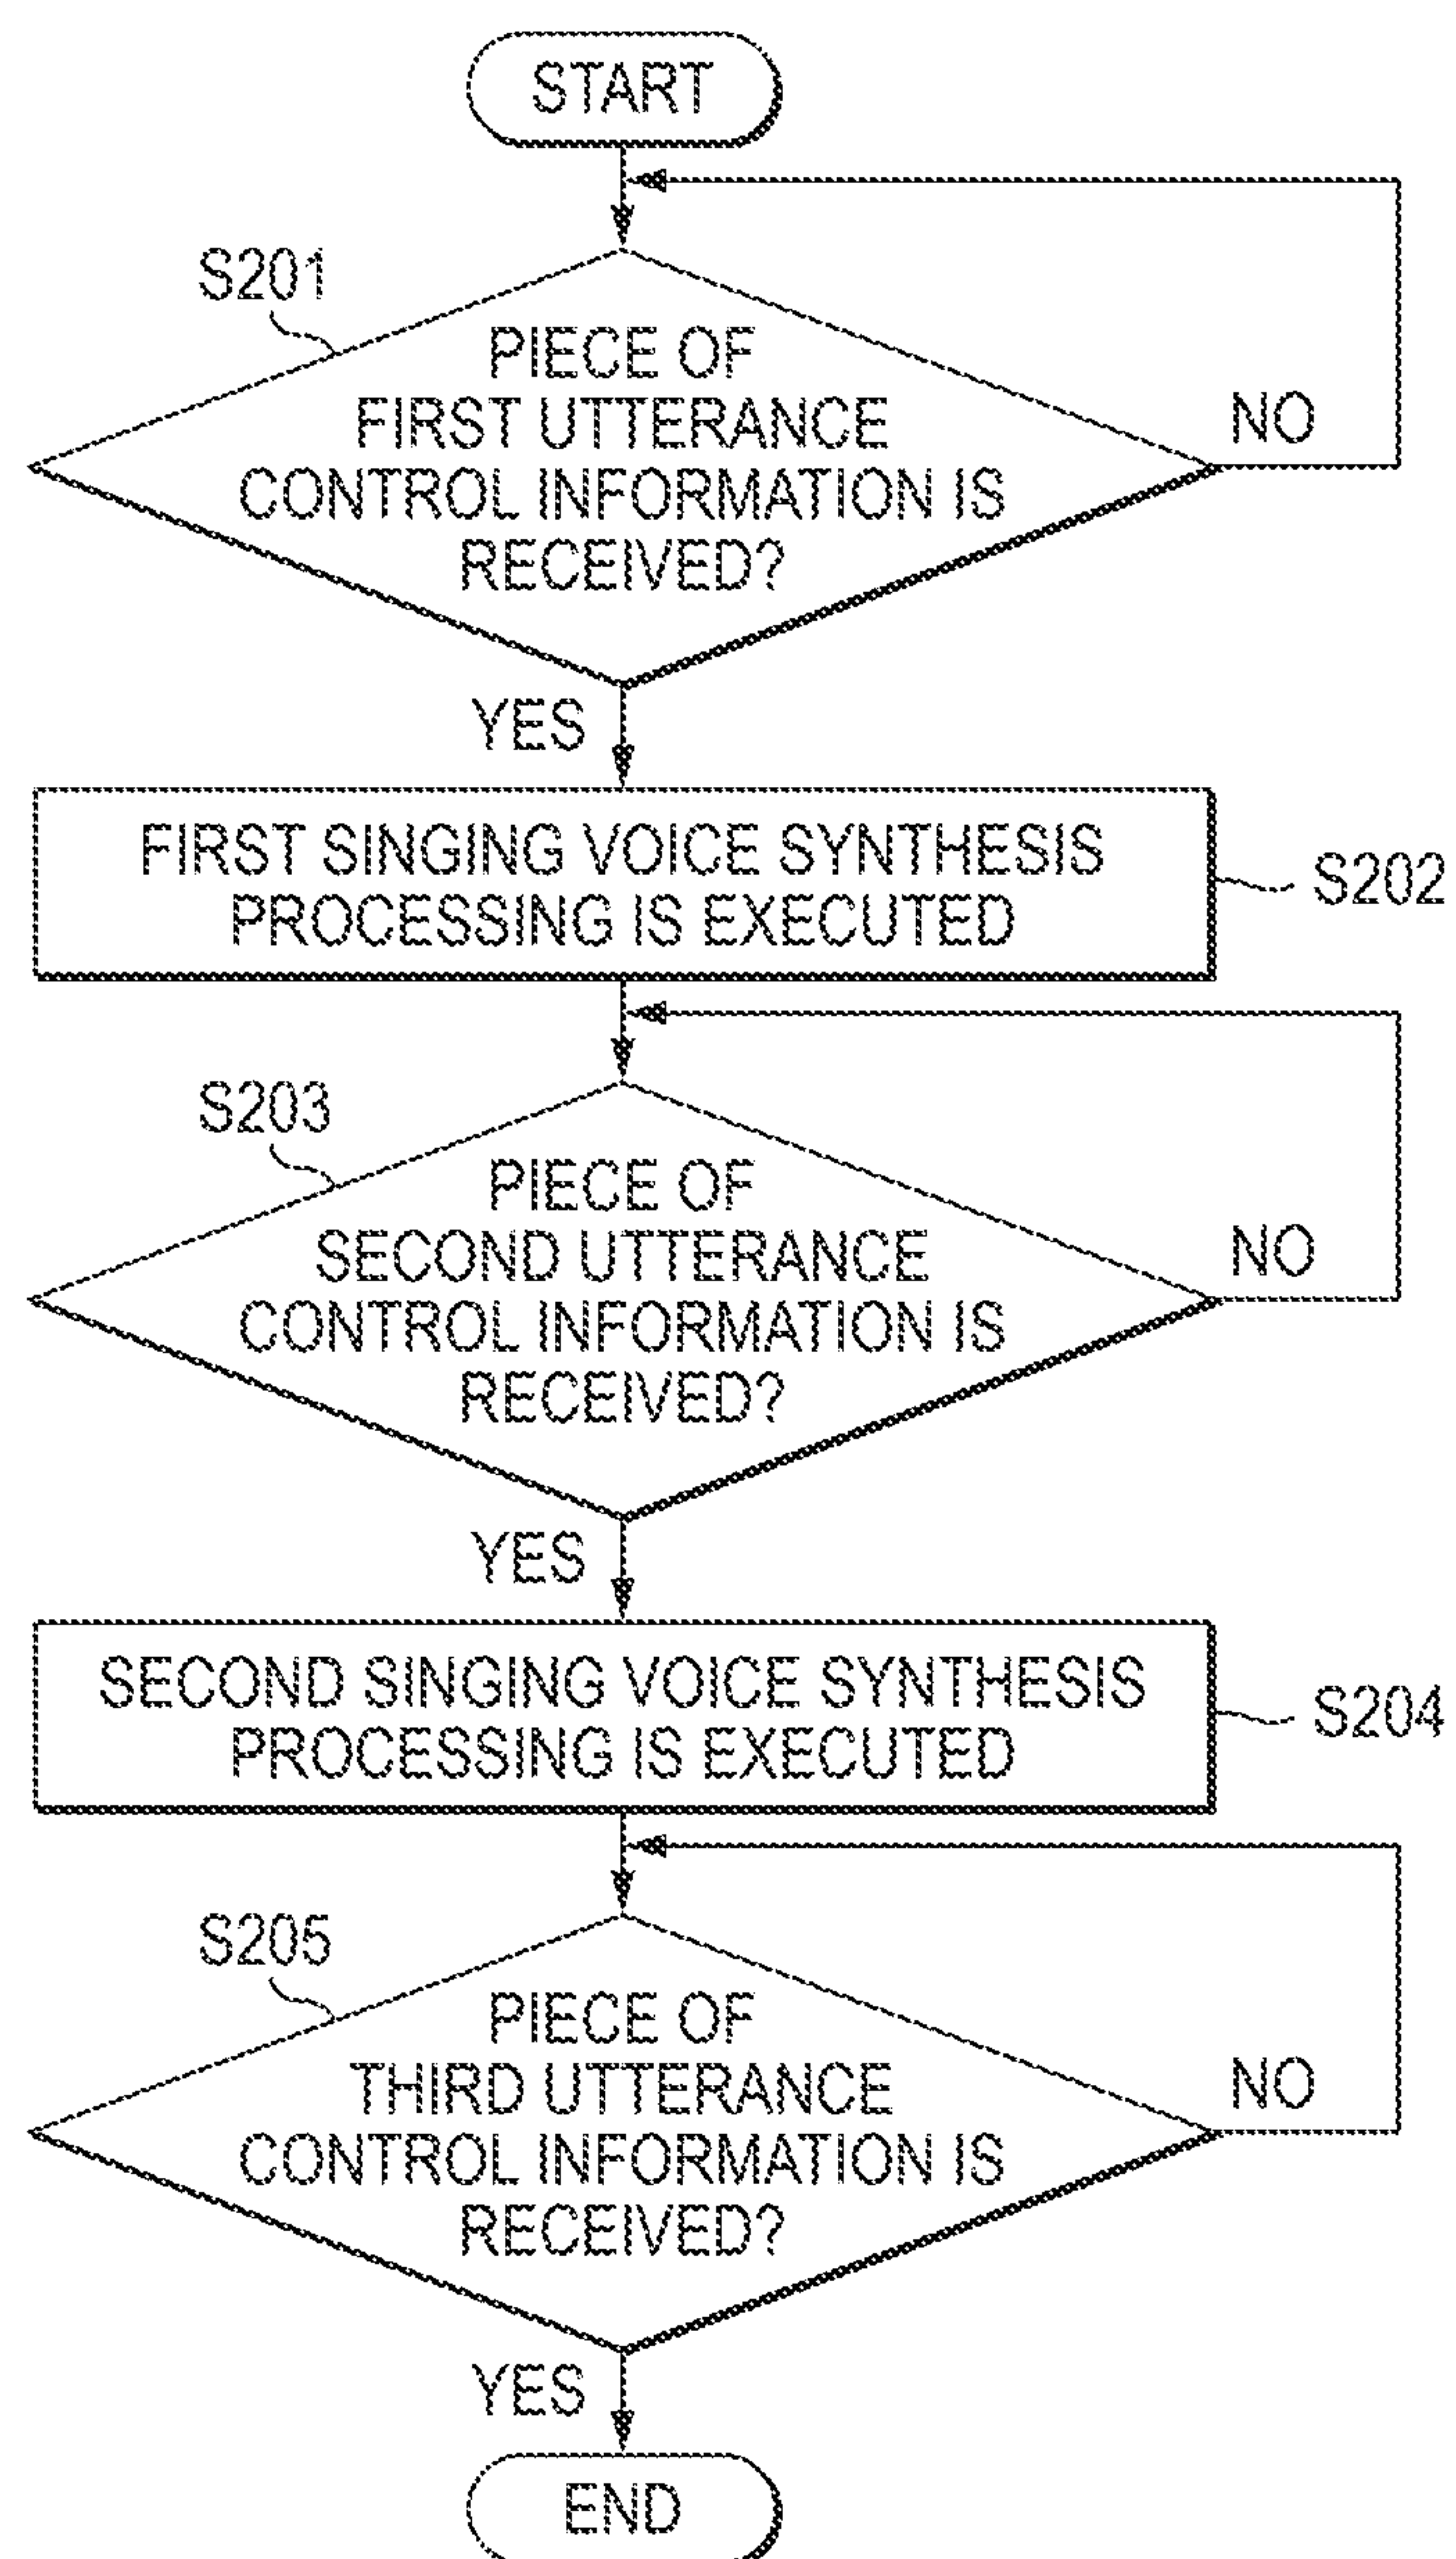 START
S201
PIECE OF
FIRST UTTERANCE
CONTROL INFORMATION IS
RECEIVED?
NO
YES
FIRST SINGING VOICE SYNTHESIS
PROCESSING IS EXECUTED
S202
S203
PIECE OF
SECOND UTTERANCE
CONTROL INFORMATION IS
RECEIVED?
NO
YES
SECOND SINGING VOICE SYNTHESIS
PROCESSING IS EXECUTED
S204
S205
PIECE OF
THIRD UTTERANCE
CONTROL INFORMATION IS
RECEIVED?
NO
YES
END